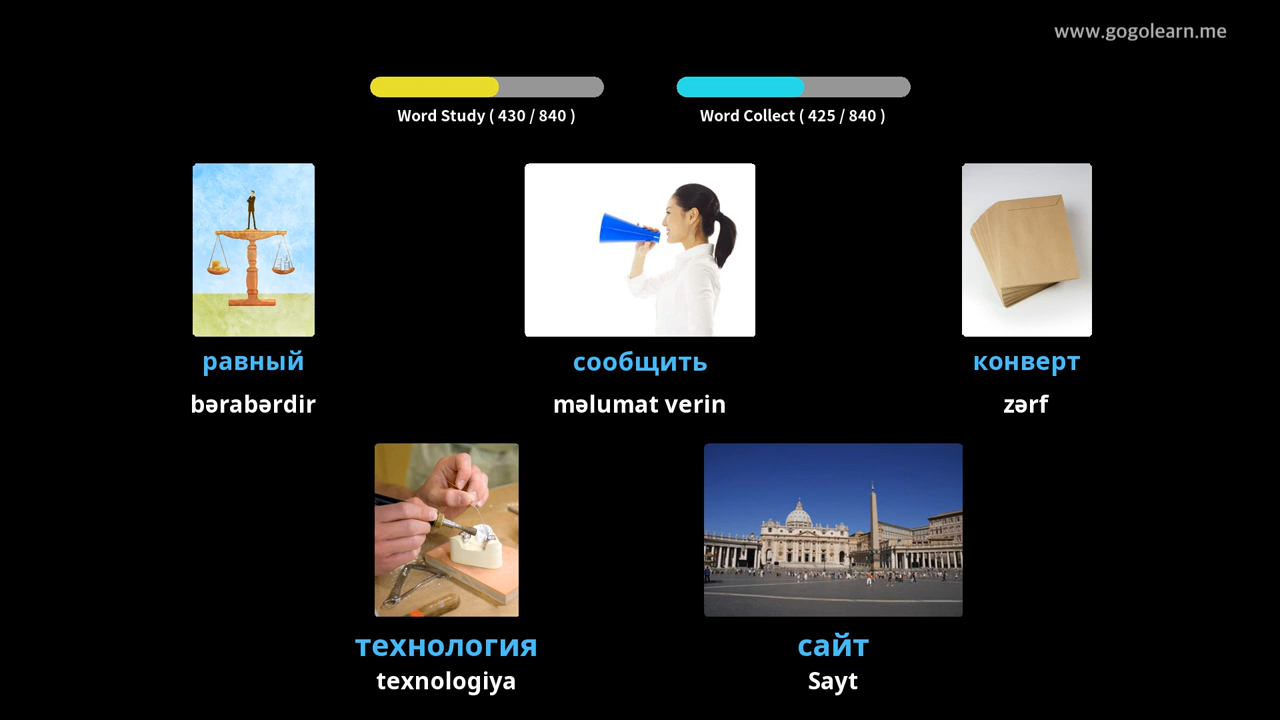 www.gogolearn.me
Word Study ( 430 / 840 )
Word Collect ( 425 / 840 )
равный
сообщить
конверт
bərabərdir
məlumat verin
zərf
технология
сайт
texnologiya
Sayt